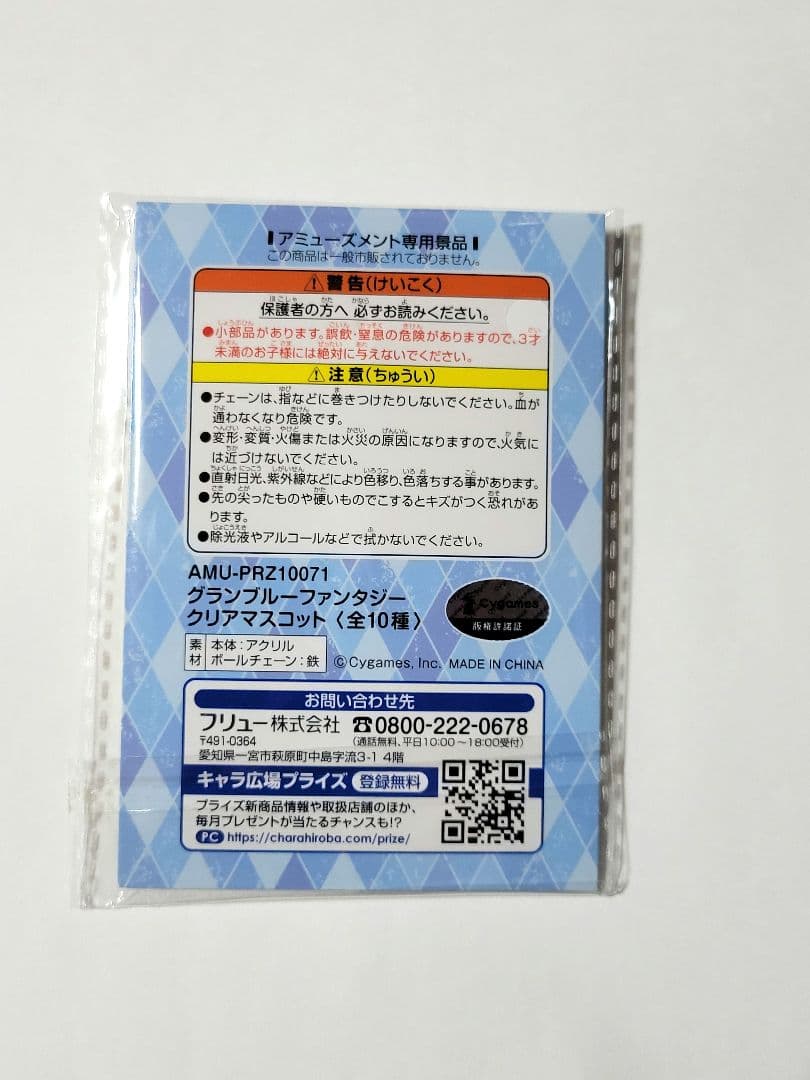 アミューズメント専用景品
この商品は一般市販されておりません。
⚠警告(けいこく)
保護者の方へ 必ずお読みください。
●小部品があります。誤飲・窒息の危険がありますので、3才
未満のお子様には絶対に与えないでください。
⚠注意(ちゅうい)
●チェーンは、指などに巻きつけたりしないでください。血が
通わなくなり危険です。
●変形・変質・火傷または火災の原因になりますので、火気に
は近づけないでください。
●直射日光、紫外線などにより色移り、色落ちする事があります。
●先の尖ったものや硬いものでこするとキズがつく恐れがあ
ります。
●除光液やアルコールなどで拭かないでください。
AMU-PRZ10071
グランブルーファンタジー
クリアマスコット〈全10種〉
Cygames
版権許諾証
素材 本体:アクリル
ボールチェーン:鉄
©Cygames, Inc. MADE IN CHINA
お問い合わせ先
フリュー株式会社 ☎0800-222-0678
〒491-0364 (通話無料、平日10:00~18:00受付)
愛知県一宮市萩原町中島字流3-1 4階
キャラ広場プライズ 登録無料
プライズ新商品情報や取扱店舗のほか、
毎月プレゼントが当たるチャンスも!?
PC https://charahiroba.com/prize/